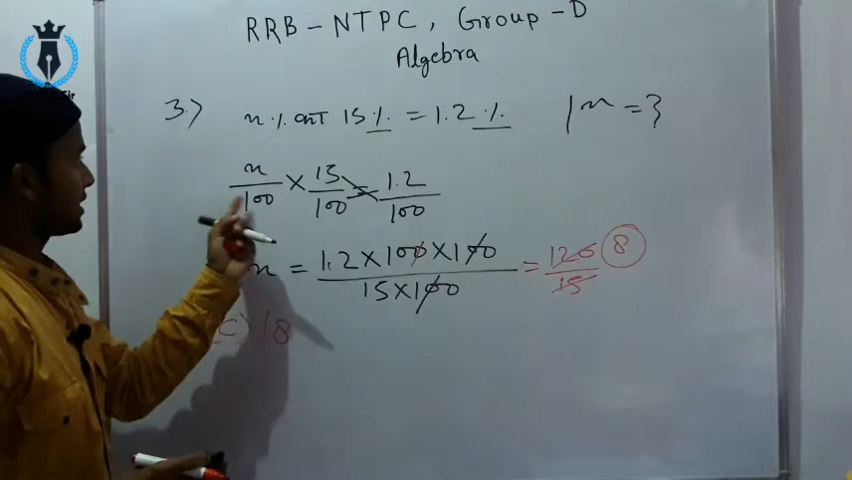 RRB - NTPC, Group - D
Algebra
3.> x % का 15 % = 1.2 % | x = ?
x/100 × 15/100 = 1.2/100
x = 1.2 × 100 × 100 / 15 × 100 = 120/15 8
(C) / 8